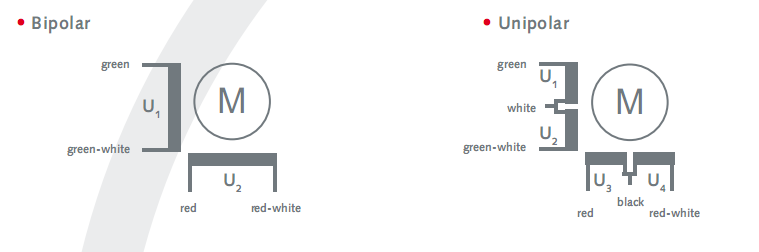 Bipolar
green
U1
green-white
M
U2
red
red-white
Unipolar
green
U1
white
U2
green-white
M
U3
U4
black
red
red-white